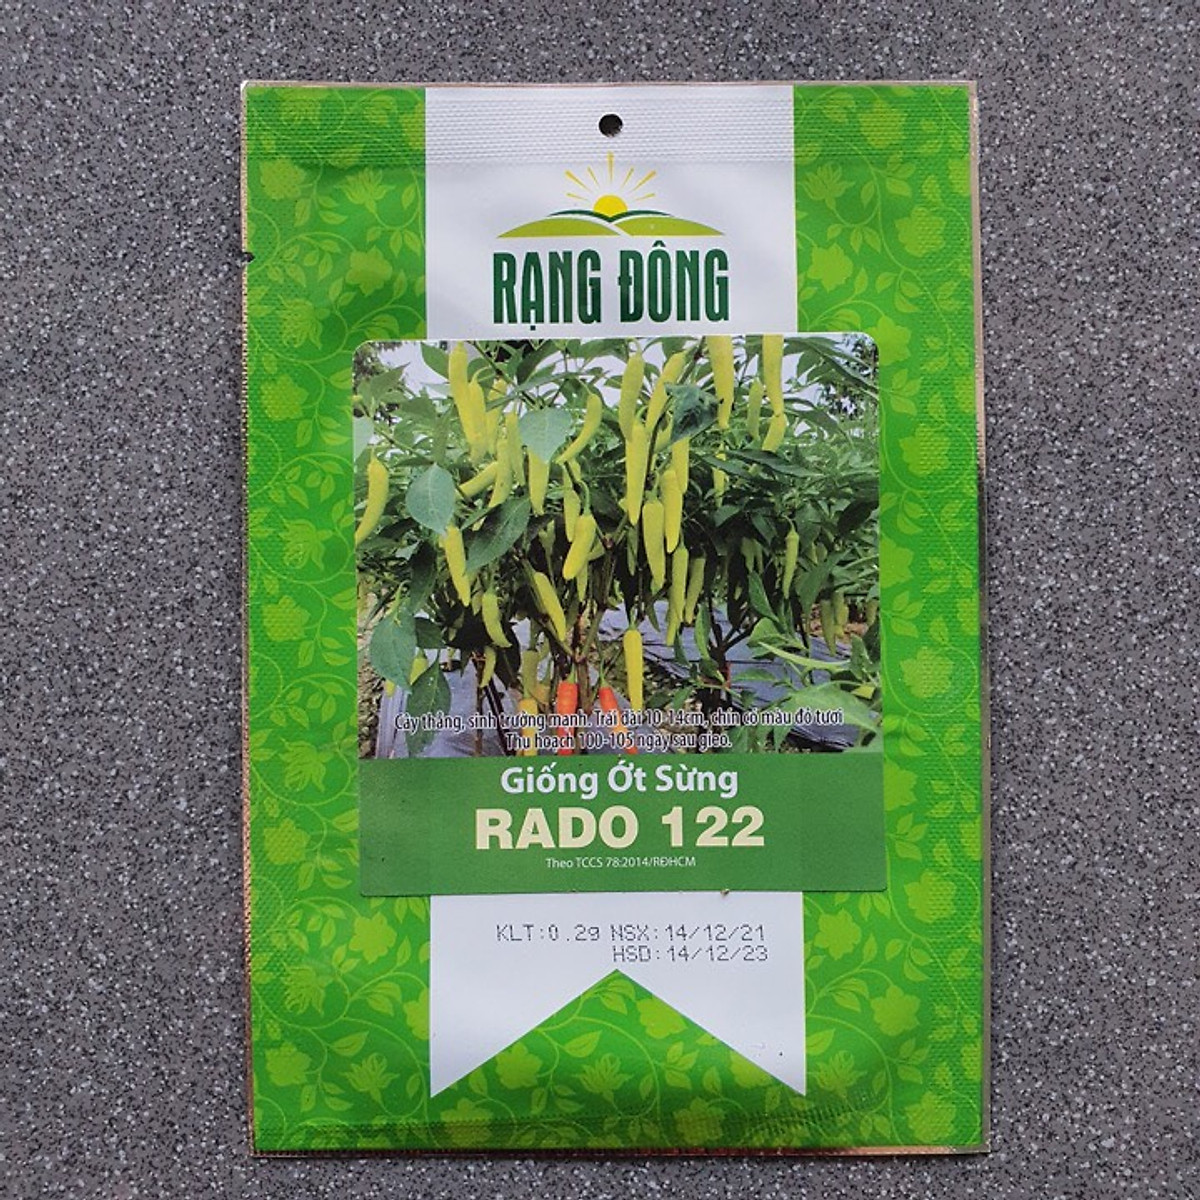 RẠNG ĐÔNG
Cây thẳng, sinh trưởng mạnh. Trái dài 10-14cm, chín có màu đỏ tươi
Thu hoạch 100-105 ngày sau gieo.
Giống Ớt Sừng
RADO 122
Theo TCCS 78:2014/RĐHCM
KLT:0.2g NSX:14/12/21
HSD:14/12/23